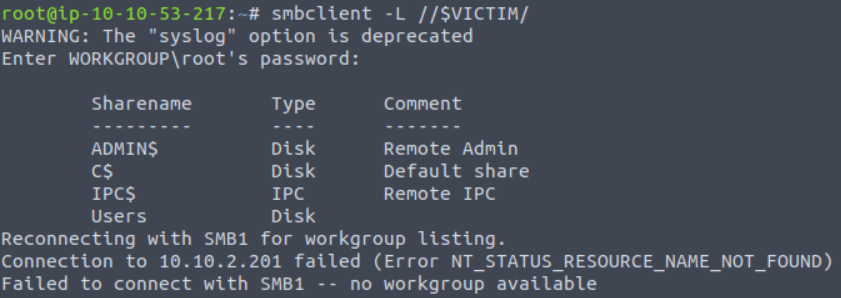 root@ip-10-10-53-217:~# smbclient -L //$VICTIM/
WARNING: The "syslog" option is deprecated
Enter WORKGROUP\root's password:
Sharename Type Comment
--------- ---- -------
ADMIN$ Disk Remote Admin
C$ Disk Default share
IPC$ IPC Remote IPC
Users Disk
Reconnecting with SMB1 for workgroup listing.
Connection to 10.10.2.201 failed (Error NT_STATUS_RESOURCE_NAME_NOT_FOUND)
Failed to connect with SMB1 -- no workgroup available